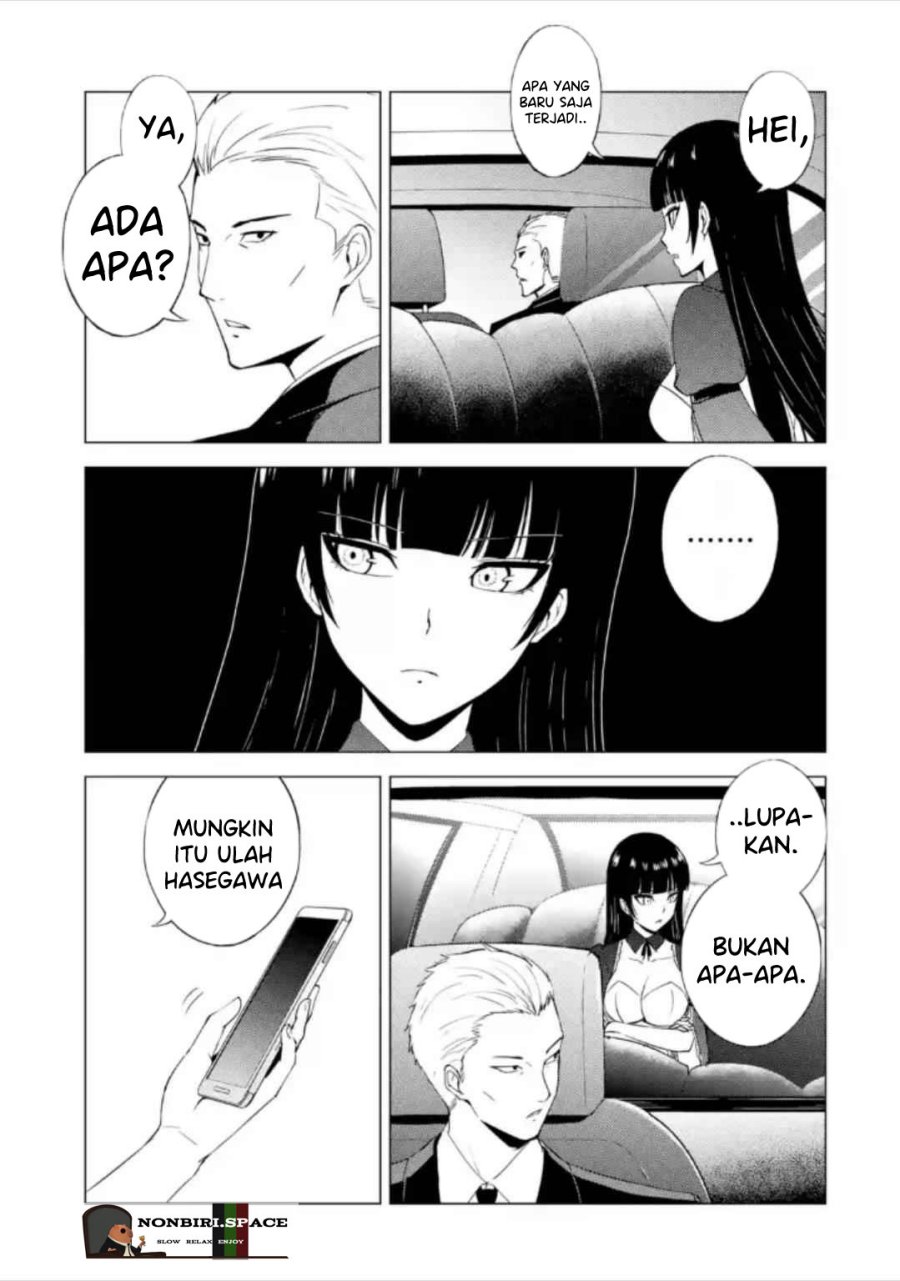 HEI,
APA YANG
BARU SAJA
TERJADI..
YA,
ADA
APA?
.......
..LUPA-
KAN.
BUKAN
APA-APA.
MUNGKIN
ITU ULAH
HASEGAWA
NONBIRI.SPACE
SLOW RELAX ENJOY